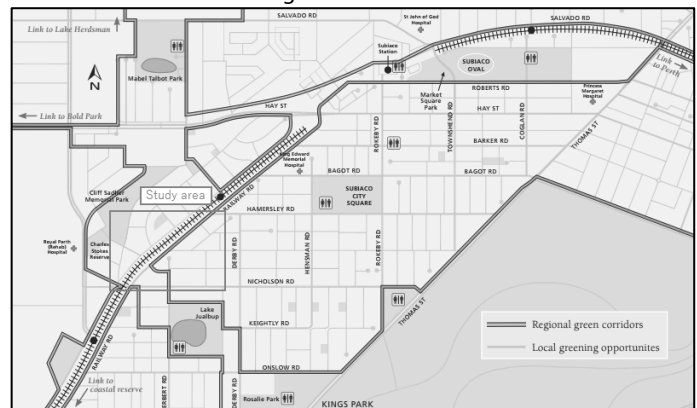 SALVADO RD
St John of God
Hospital
SALVADO RD
Link to Lake Herdsman
Subiaco
Station
SUBIACO
OVAL
Link
to Perth
N
Mabel Talbot Park
Market
Square
Park
ROBERTS RD
Princess
Margaret
Hospital
HAY ST
HAY ST
Link to Bold Park
ROKEBY RD
TOWNSHEND RD
COGLAN RD
THOMAS ST
BARKER RD
King Edward
Memorial
Hospital
BAGOT RD
BAGOT RD
Cliff Sadlier
Memorial Park
Study area
RAILWAY RD
SUBIACO
CITY
SQUARE
HAMERSLEY RD
Royal Perth
(Rehab)
Hospital
Charles
Stokes
Reserve
DERBY RD
HENSMAN RD
ROKEBY RD
NICHOLSON RD
THOMAS ST
Lake
Jualbup
KEIGHTLY RD
Regional green corridors
Local greening opportunites
RAILWAY RD
ONSLOW RD
Link to
coastal reserve
HERBERT RD
DERBY RD
Rosalie Park
KINGS PARK